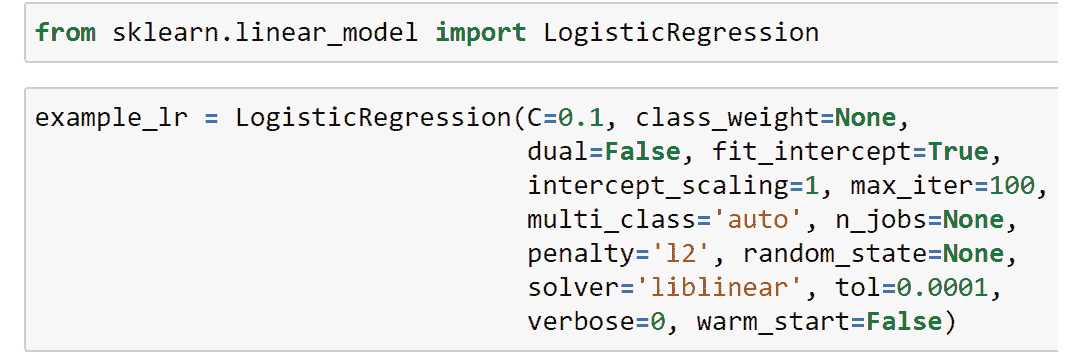 from sklearn.linear_model import LogisticRegression
example_lr = LogisticRegression(C=0.1, class_weight=None,
dual=False, fit_intercept=True,
intercept_scaling=1, max_iter=100,
multi_class='auto', n_jobs=None,
penalty='l2', random_state=None,
solver='liblinear', tol=0.0001,
verbose=0, warm_start=False)